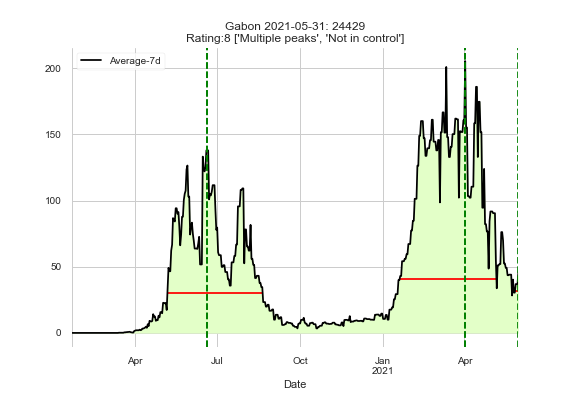 Gabon 2021-05-31: 24429
Rating:8 ['Multiple peaks', 'Not in control']
Average-7d
200
150
100
50
0
Apr
Jul
Oct
Jan
2021
Apr
Date